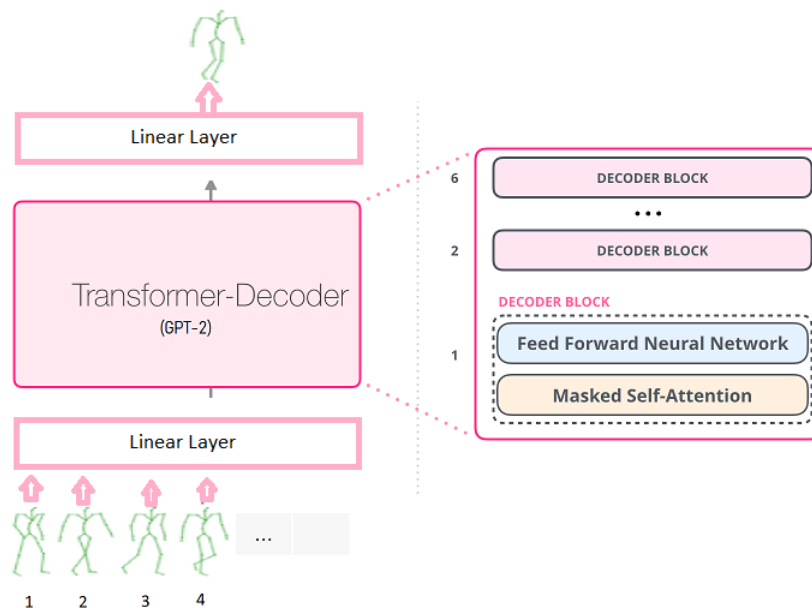 Linear Layer
Transformer-Decoder
(GPT-2)
Linear Layer
...
1 2 3 4
6 DECODER BLOCK
...
2 DECODER BLOCK
DECODER BLOCK
1
Feed Forward Neural Network
Masked Self-Attention